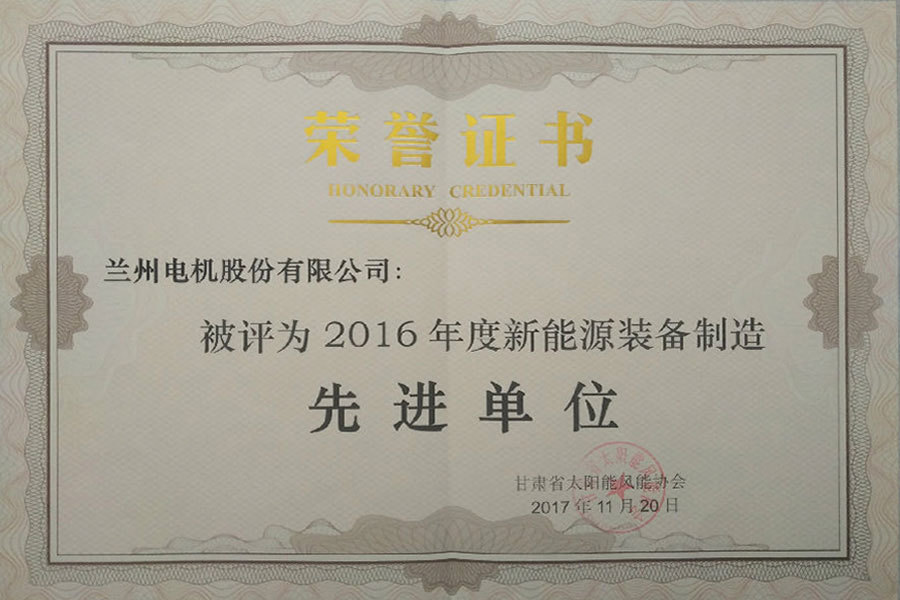 荣誉证书
HONORARY CREDENTIAL
兰州电机股份有限公司:
被评为2016年度新能源装备制造
先进单位
甘肃省太阳能风能协会
2017年11月20日